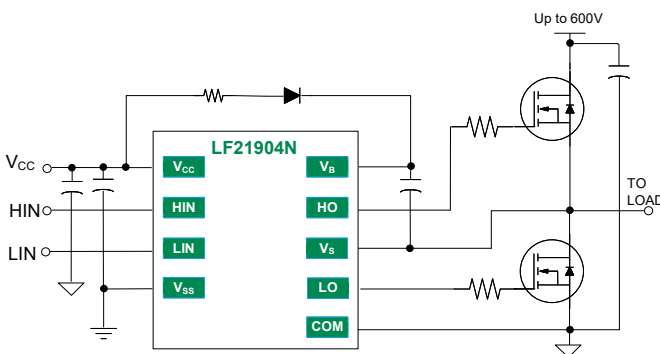 Up to 600V
LF21904N
VCC
VCC
VB
HIN
HIN
HO
TO
LOAD
LIN
LIN
VS
VSS
LO
COM